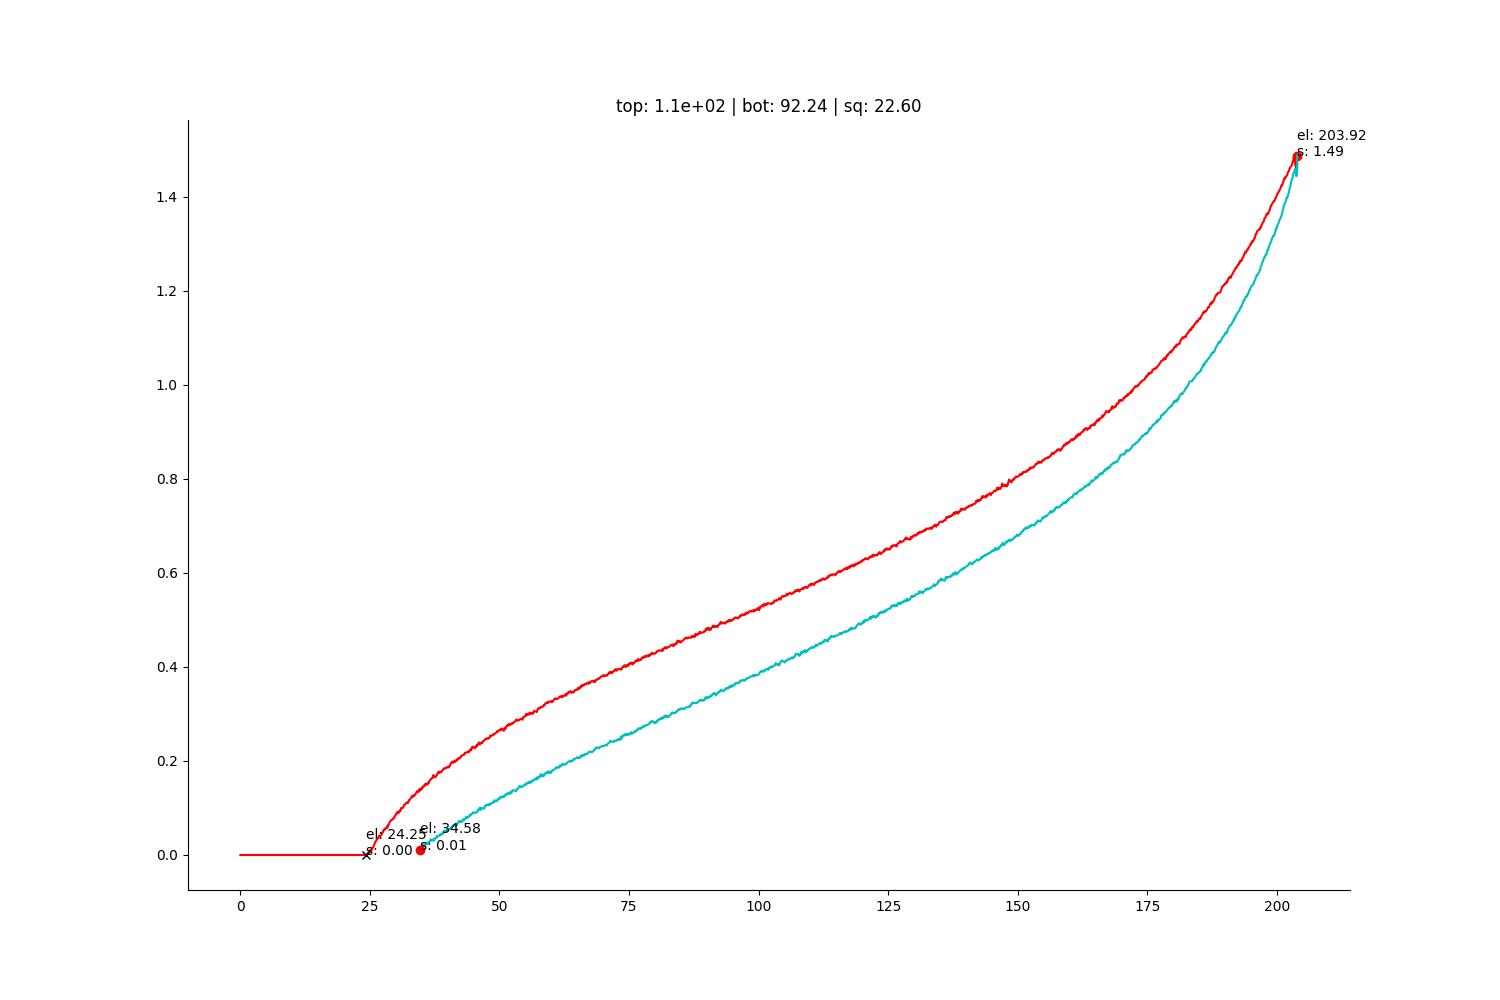 top: 1.1e+02 | bot: 92.24 | sq: 22.60
el: 203.92
s: 1.49
1.4
1.2
1.0
0.8
0.6
0.4
0.2
0.0
el: 24.25
s: 0.00
el: 34.58
s: 0.01
0 25 50 75 100 125 150 175 200